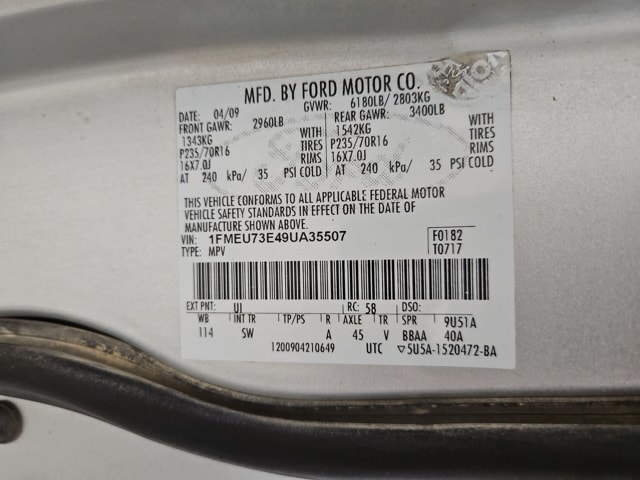 MFD. BY FORD MOTOR CO.
DATE: 04/09 GVWR: 6180LB/ 2803KG
FRONT GAWR: 2960LB REAR GAWR: 3400LB
1343KG WITH 1542KG WITH
P235/70R16 TIRES P235/70R16 TIRES
16X7.0J RIMS 16X7.0J RIMS
AT 240 kPa/ 35 PSI COLD AT 240 kPa/ 35 PSI COLD
THIS VEHICLE CONFORMS TO ALL APPLICABLE FEDERAL MOTOR
VEHICLE SAFETY STANDARDS IN EFFECT ON THE DATE OF
MANUFACTURE SHOWN ABOVE.
VIN: 1FMEU73E49UA35507 F0182
TYPE: MPV T0717
EXT PNT: UI RC: 58 DSO:
WB INT TR TP/PS R AXLE TR SPR 9U51A
114 SW A 45 V BBAA 40A
1200904210649 UTC ▽5U5A-1520472-BA